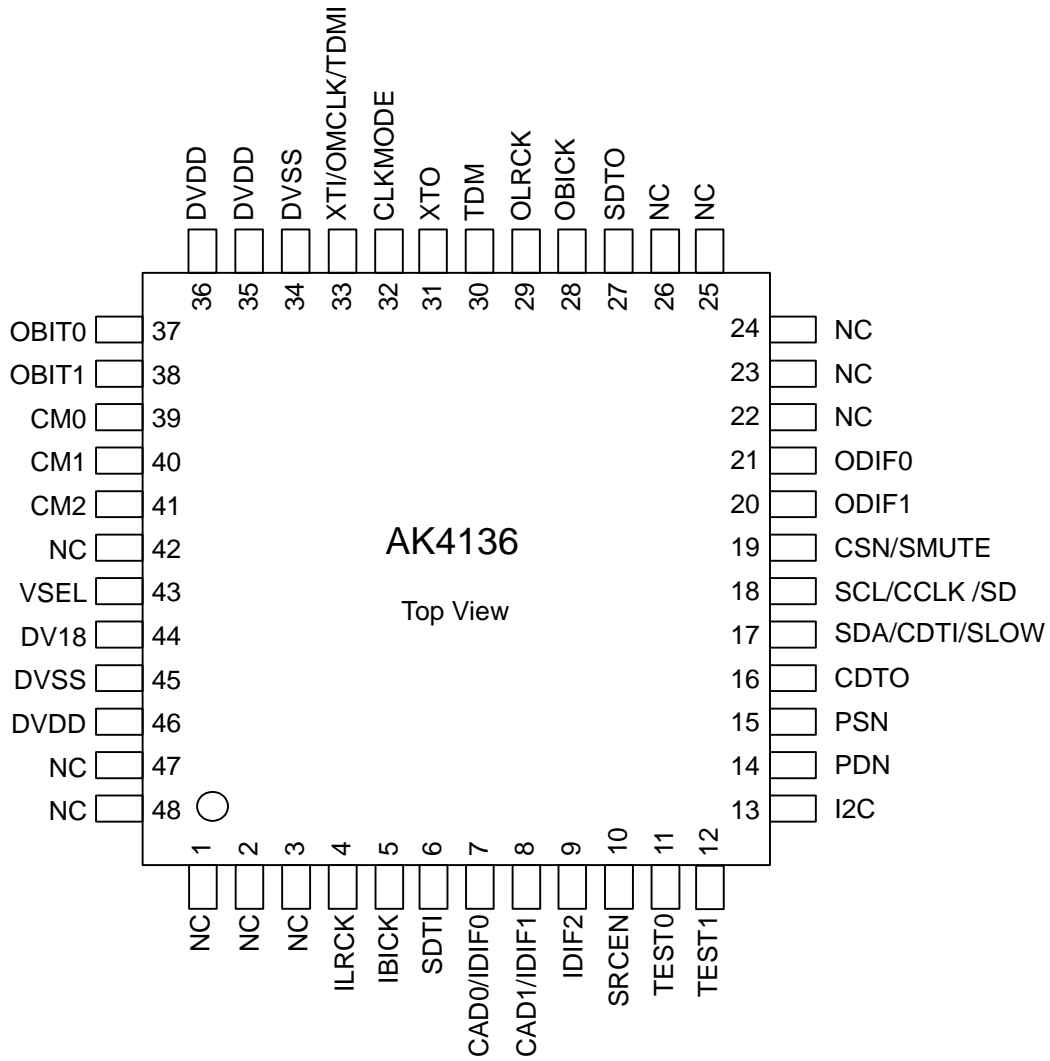 DVDD
DVDD
DVSS
XTI/OMCLK/TDMI
CLKMODE
XTO
TDM
OLRCK
OBICK
SDTO
NC
NC
36
35
34
33
32
31
30
29
28
27
26
25
OBIT0 37
OBIT1 38
CM0 39
CM1 40
CM2 41
NC 42
VSEL 43
DV18 44
DVSS 45
DVDD 46
NC 47
NC 48
AK4136
Top View
24 NC
23 NC
22 NC
21 ODIF0
20 ODIF1
19 CSN/SMUTE
18 SCL/CCLK /SD
17 SDA/CDTI/SLOW
16 CDTO
15 PSN
14 PDN
13 I2C
1
2
3
4
5
6
7
8
9
10
11
12
NC
NC
NC
ILRCK
IBICK
SDTI
CAD0/IDIF0
CAD1/IDIF1
IDIF2
SRCEN
TEST0
TEST1